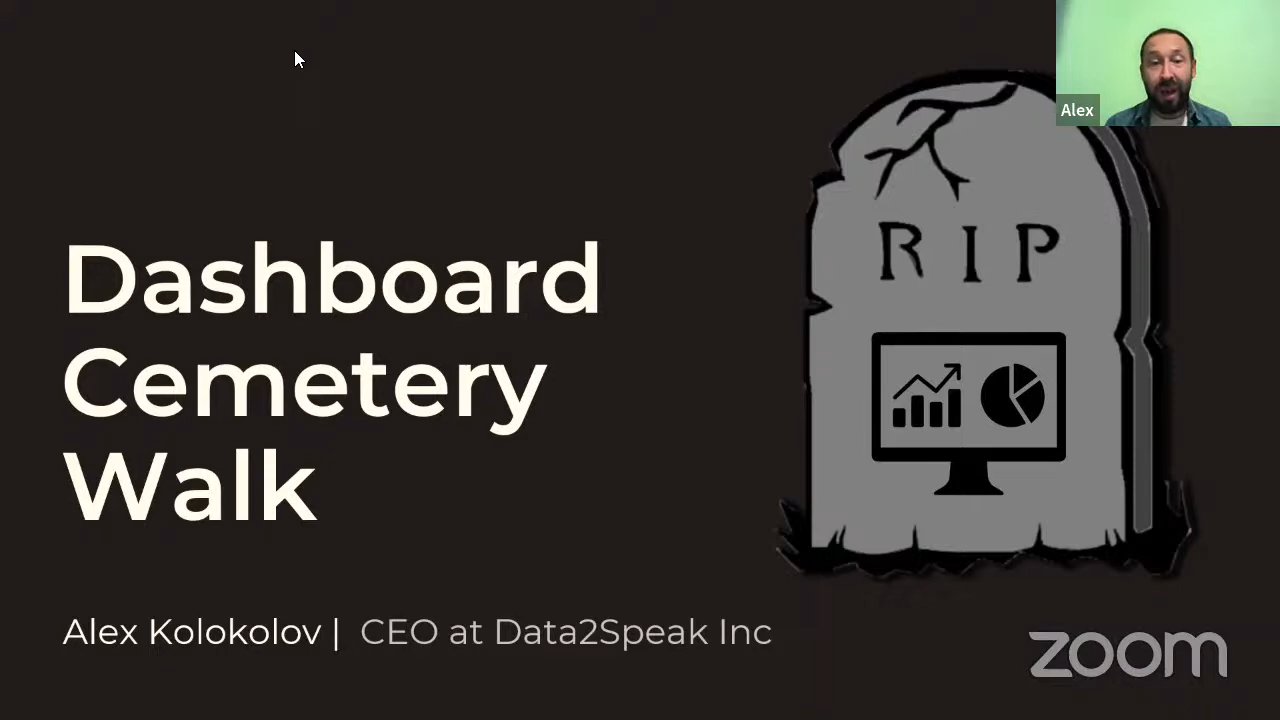 Alex
RIP
Dashboard
Cemetery
Walk
Alex Kolokolov | CEO at Data2Speak Inc
zoom